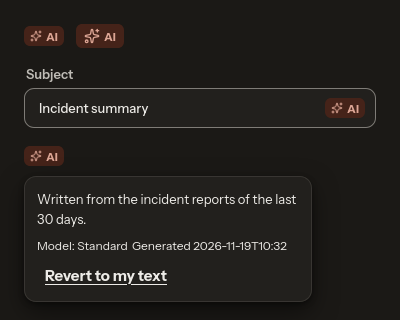 AI AI
Subject
Incident summary AI
AI
Written from the incident reports of the last
30 days.
Model: Standard Generated 2026-11-19T10:32
Revert to my text